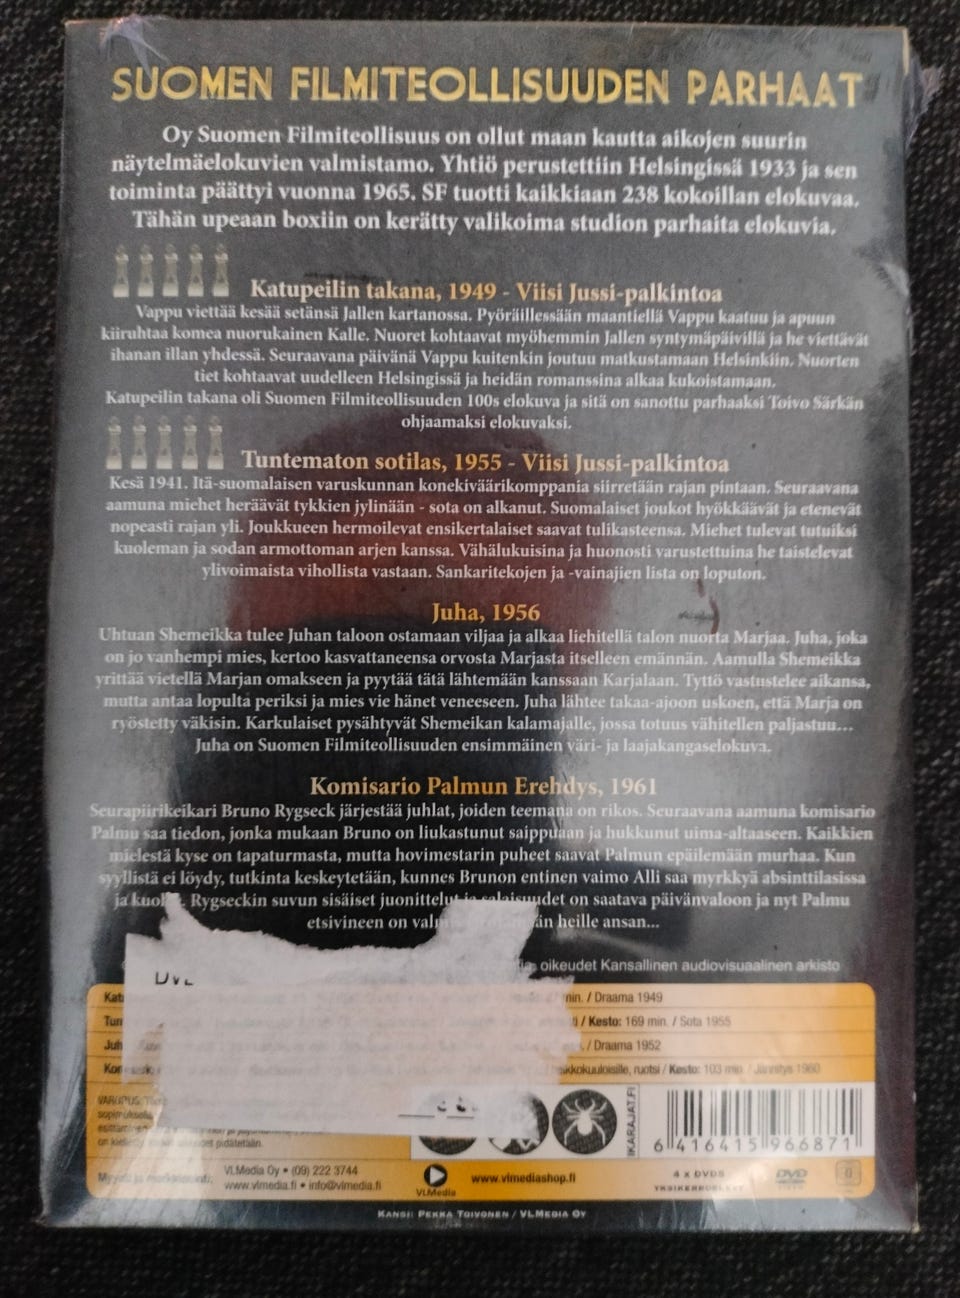 SUOMEN FILMITEOLLISUUDEN PARHAAT
Oy Suomen Filmiteollisuus on ollut maan kautta aikojen suurin
näytelmäelokuvien valmistamo. Yhtiö perustettiin Helsingissä 1933 ja sen
toiminta päättyi vuonna 1965. SF tuotti kaikkiaan 238 kokoillan elokuvaa.
Tähän upeaan boxiin on kerätty valikoima studion parhaita elokuvia.
Katupeilin takana, 1949 - Viisi Jussi-palkintoa
Vappu viettää kesää setänsä Jallen kartanossa. Pyöräillessään maantiellä Vappu kaatuu ja apuun
kiiruhtaa komea nuorukainen Kalle. Nuoret kohtaavat myöhemmin Jallen syntymäpäivillä ja he viettävät
ihanan illan yhdessä. Seuraavana päivänä Vappu kuitenkin joutuu matkustamaan Helsinkiin. Nuorten
tiet kohtaavat uudelleen Helsingissä ja heidän romanssina alkaa kukoistamaan.
Katupeilin takana oli Suomen Filmiteollisuuden 100s elokuva ja sitä on sanottu parhaaksi Toivo Särkän
ohjaamaksi elokuvaksi.
Tuntematon sotilas, 1955 - Viisi Jussi-palkintoa
Kesä 1941. Itä-suomalaisen varuskunnan konekiväärikomppania siirretään rajan pintaan. Seuraavana
aamuna miehet heräävät tykkien jylinään - sota on alkanut. Suomalaiset joukot hyökkäävät ja etenevät
nopeasti rajan yli. Joukkueen hermoilevat ensikertalaiset saavat tulikasteensa. Miehet tulevat tutuiksi
kuoleman ja sodan armottoman arjen kanssa. Vähälukuisina ja huonosti varustettuina he taistelevat
ylivoimaista vihollista vastaan. Sankaritekojen ja -vainajien lista on loputon.
Juha, 1956
Uhtuan Shemeikka tulee Juhan taloon ostamaan viljaa ja alkaa liehitellä talon nuorta Marjaa. Juha, joka
on jo vanhempi mies, kertoo kasvattaneensa orvosta Marjasta itselleen emännän. Aamulla Shemeikka
yrittää vietellä Marjan omakseen ja pyytää tätä lähtemään kanssaan Karjalaan. Tyttö vastustelee aikansa,
mutta antaa lopulta periksi ja mies vie hänet veneeseen. Juha lähtee takaa-ajoon uskoen, että Marja on
ryöstetty väkisin. Karkulaiset pysähtyvät Shemeikan kalamajalle, jossa totuus vähitellen paljastuu...
Juha on Suomen Filmiteollisuuden ensimmäinen väri- ja laajakangaselokuva.
Komisario Palmun Erehdys, 1961
Seurapiirikeikari Bruno Rygseck järjestää juhlat, joiden teemana on rikos. Seuraavana aamuna komisario
Palmu saa tiedon, jonka mukaan Bruno on liukastunut saippuaan ja hukkunut uima-altaaseen. Kaikkien
mielestä kyse on tapaturmasta, mutta hovimestarin puheet saavat Palmun epäilemään murhaa. Kun
syyllistä ei löydy, tutkinta keskeytetään, kunnes Brunon entinen vaimo Alli saa myrkkyä absinttilasissa
ja kuolee. Rygseckin suvun sisäiset juonittelut ja salaisuudet on saatava päivänvaloon ja nyt Palmu
etsivineen on heille ansan...
oikeudet Kansallinen audiovisuaalinen arkisto
min. / Draama 1949
/ Kesto: 169 min. / Sota 1955
/ Draama 1952
ruotsi / Kesto: 103 min. / Jännitys 1960
VAROITUS:
on
VLMedia Oy • (09) 222 3744
www.vlmedia.fi • info@vlmedia.fi
VLMedia
www.vlmediashop.fi
IKARAJAT.FI
6 416415 966871
4 x DVD5
DVD
VIDEO
0
KANSI: PEKKA TOIVONEN / VLMEDIA OY